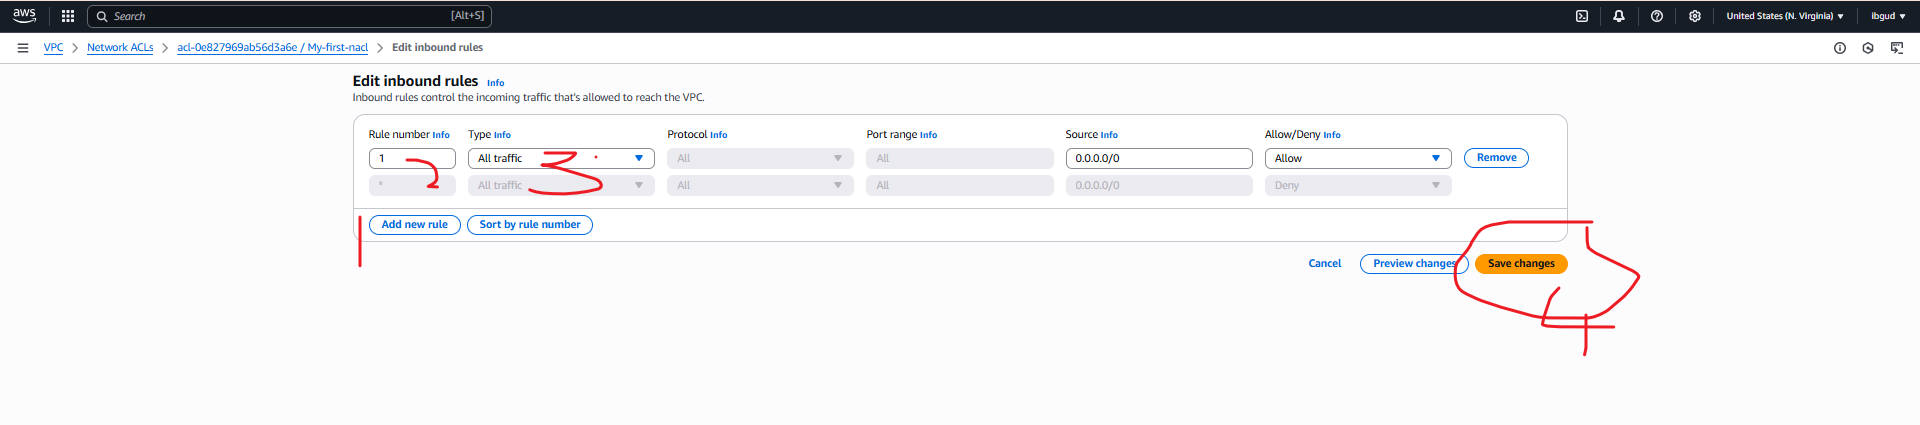 aws Search [Alt+S] United States (N. Virginia) ibgud
VPC > Network ACLs > acl-0e827969ab56d3a6e / My-first-nacl > Edit inbound rules
Edit inbound rules Info
Inbound rules control the incoming traffic that's allowed to reach the VPC.
Rule number Info Type Info Protocol Info Port range Info Source Info Allow/Deny Info
1 2 All traffic 3 All All 0.0.0.0/0 Allow Remove
* All traffic All All 0.0.0.0/0 Deny
1 Add new rule Sort by rule number
Cancel Preview changes Save changes
4